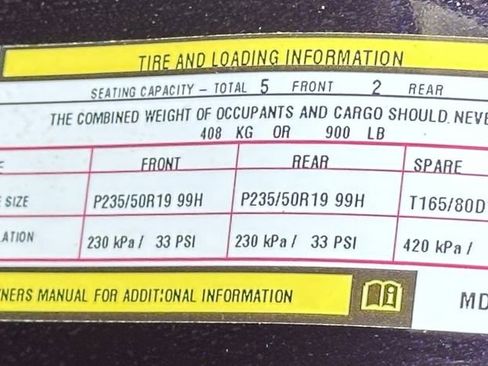 TIRE AND LOADING INFORMATION
SEATING CAPACITY – TOTAL 5 FRONT 2 REAR
THE COMBINED WEIGHT OF OCCUPANTS AND CARGO SHOULD NEVE
408 KG OR 900 LB
FRONT REAR SPARE
SIZE P235/50R19 99H P235/50R19 99H T165/80D
LATION 230 kPa / 33 PSI 230 kPa / 33 PSI 420 kPa /
NERS MANUAL FOR ADDITIONAL INFORMATION MD